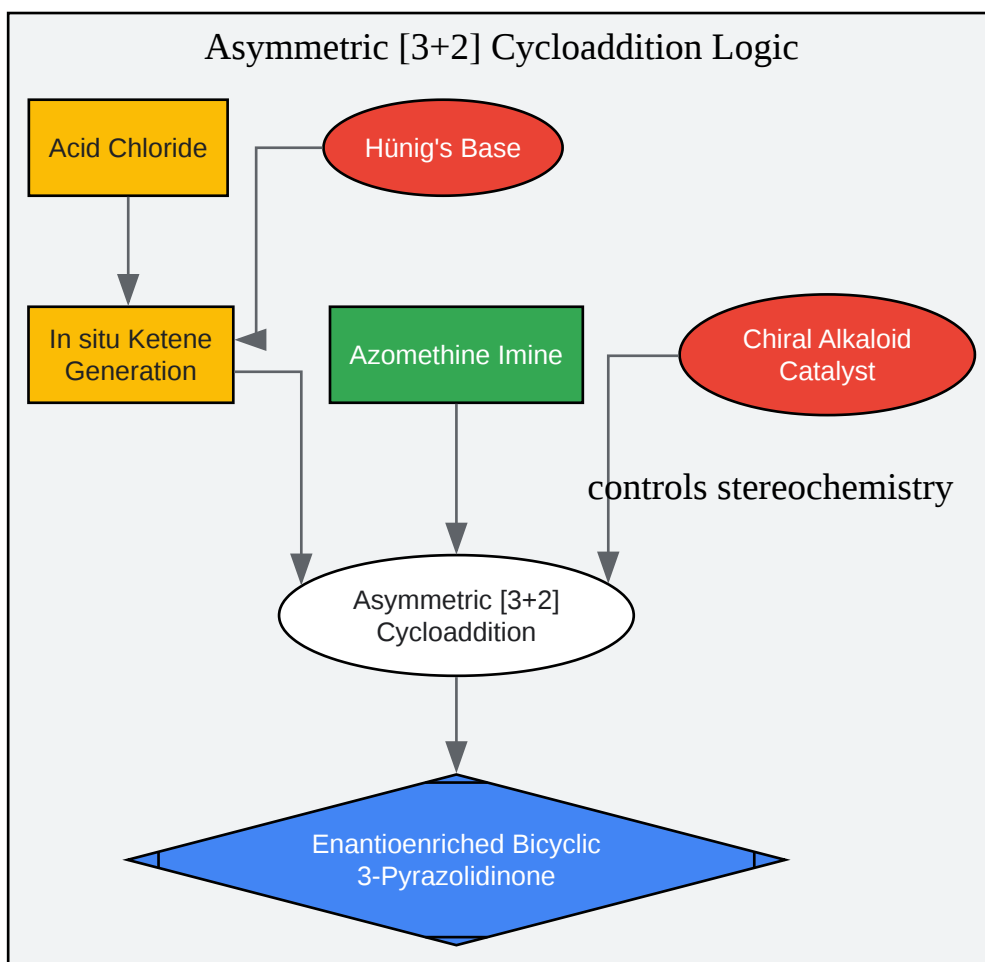 Asymmetric [3+2] Cycloaddition Logic
Acid Chloride
Hünig's Base
In situ Ketene
Generation
Azomethine Imine
Chiral Alkaloid
Catalyst
controls stereochemistry
Asymmetric [3+2]
Cycloaddition
Enantioenriched Bicyclic
3-Pyrazolidinone